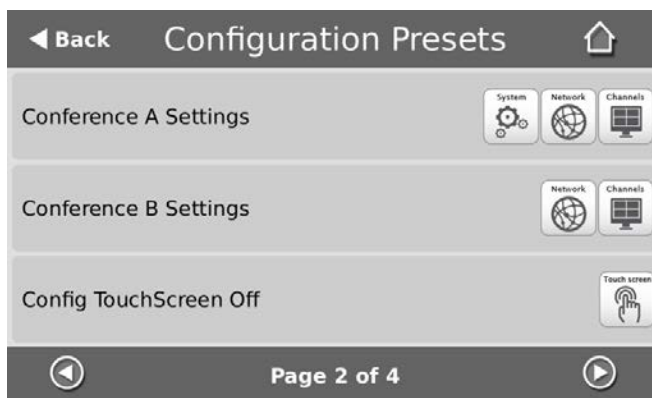 Back Configuration Presets
Conference A Settings System Network Channels
Conference B Settings Network Channels
Config TouchScreen Off Touch screen
Page 2 of 4